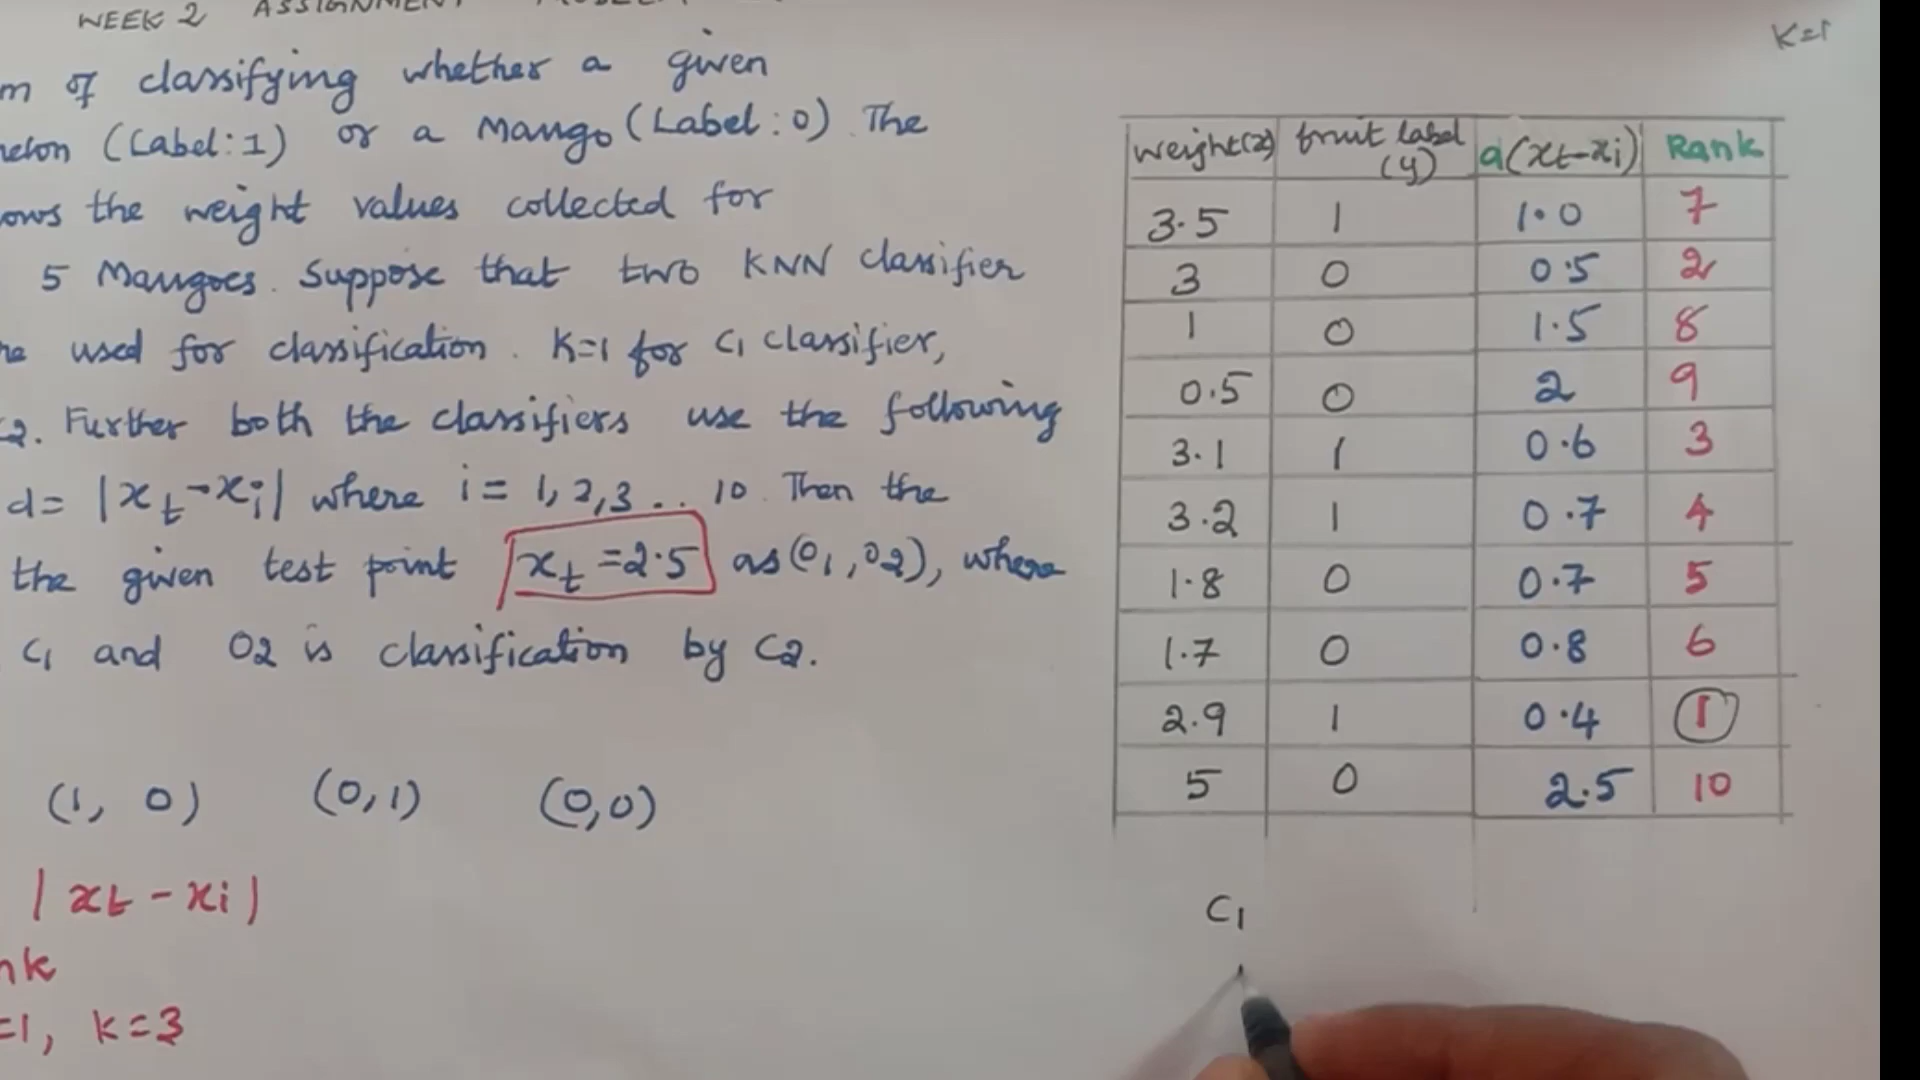 WEEK 2 ASSIGNMENT
K=1
m of classifying whether a given
melon (Label:1) or a Mango (Label:0) The
ows the weight values collected for
5 Mangoes. Suppose that two KNN classifier
used for classification. K=1 for C1 classifier,
2. Further both the classifiers use the following
d= |xt-xi| where i= 1,2,3... 10. Then the
the given test point xt =2.5 as (O1,O2), where
C1 and O2 is classification by C2.
(1, 0) (0,1) (0,0)
|xt-xi|
nk
=1, k=3
weight(x) fruit label (y) d(xt-xi) Rank
3.5 1 1.0 7
3 0 0.5 2
1 0 1.5 8
0.5 0 2 9
3.1 1 0.6 3
3.2 1 0.7 4
1.8 0 0.7 5
1.7 0 0.8 6
2.9 1 0.4 1
5 0 2.5 10
C1